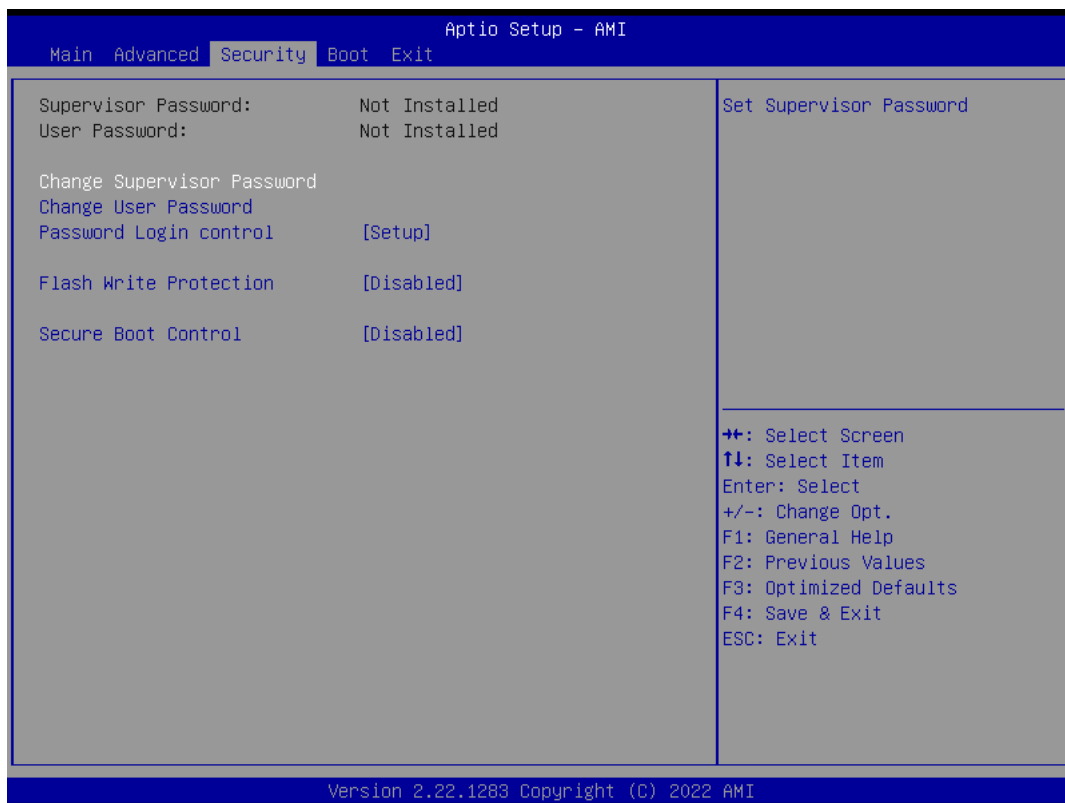 Aptio Setup – AMI
Main Advanced Security Boot Exit
Supervisor Password: Not Installed
User Password: Not Installed
Change Supervisor Password
Change User Password
Password Login control [Setup]
Flash Write Protection [Disabled]
Secure Boot Control [Disabled]
Set Supervisor Password
→←: Select Screen
↑↓: Select Item
Enter: Select
+/-: Change Opt.
F1: General Help
F2: Previous Values
F3: Optimized Defaults
F4: Save & Exit
ESC: Exit
Version 2.22.1283 Copyright (C) 2022 AMI